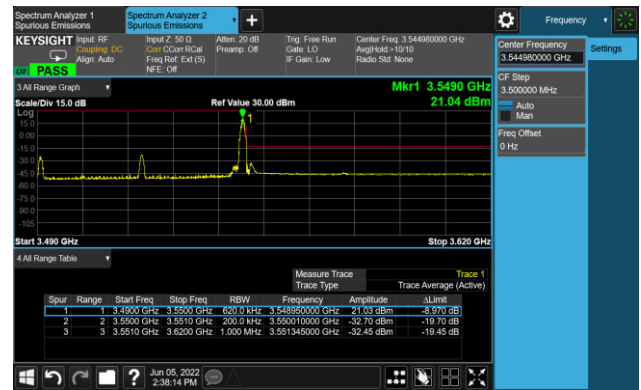 Spectrum Analyzer 1
Spurious Emissions
Spectrum Analyzer 2
Spurious Emissions
Frequency
KEYSIGHT
Input: RF
Coupling: DC
Align: Auto
Input Z: 50 Ω
Corr CCorr RCal
Freq Ref: Ext (S)
NFE: Off
Atten: 20 dB
Preamp: Off
Trig: Free Run
Gate: LO
IF Gain: Low
Center Freq: 3.544980000 GHz
Avg|Hold:>10/10
Radio Std: None
PASS
Center Frequency
3.544980000 GHz
Settings
CF Step
3.500000 MHz
Auto
Man
Freq Offset
0 Hz
3 All Range Graph
Mkr1 3.5490 GHz
21.04 dBm
Scale/Div 15.0 dB
Ref Value 30.00 dBm
Log
15.0
0.00
-15.0
-30.0
-45.0
-60.0
-75.0
-90.0
-105
1
Start 3.490 GHz
Stop 3.620 GHz
4 All Range Table
Measure Trace Trace 1
Trace Type Trace Average (Active)
Spur Range Start Freq Stop Freq RBW Frequency Amplitude ΔLimit
1 1 3.4900 GHz 3.5500 GHz 620.0 kHz 3.548950000 GHz 21.03 dBm -8.970 dB
2 2 3.5500 GHz 3.5510 GHz 200.0 kHz 3.550010000 GHz -32.70 dBm -19.70 dB
3 3 3.5510 GHz 3.6200 GHz 1.000 MHz 3.551345000 GHz -32.45 dBm -19.45 dB
Jun 05, 2022
2:38:14 PM